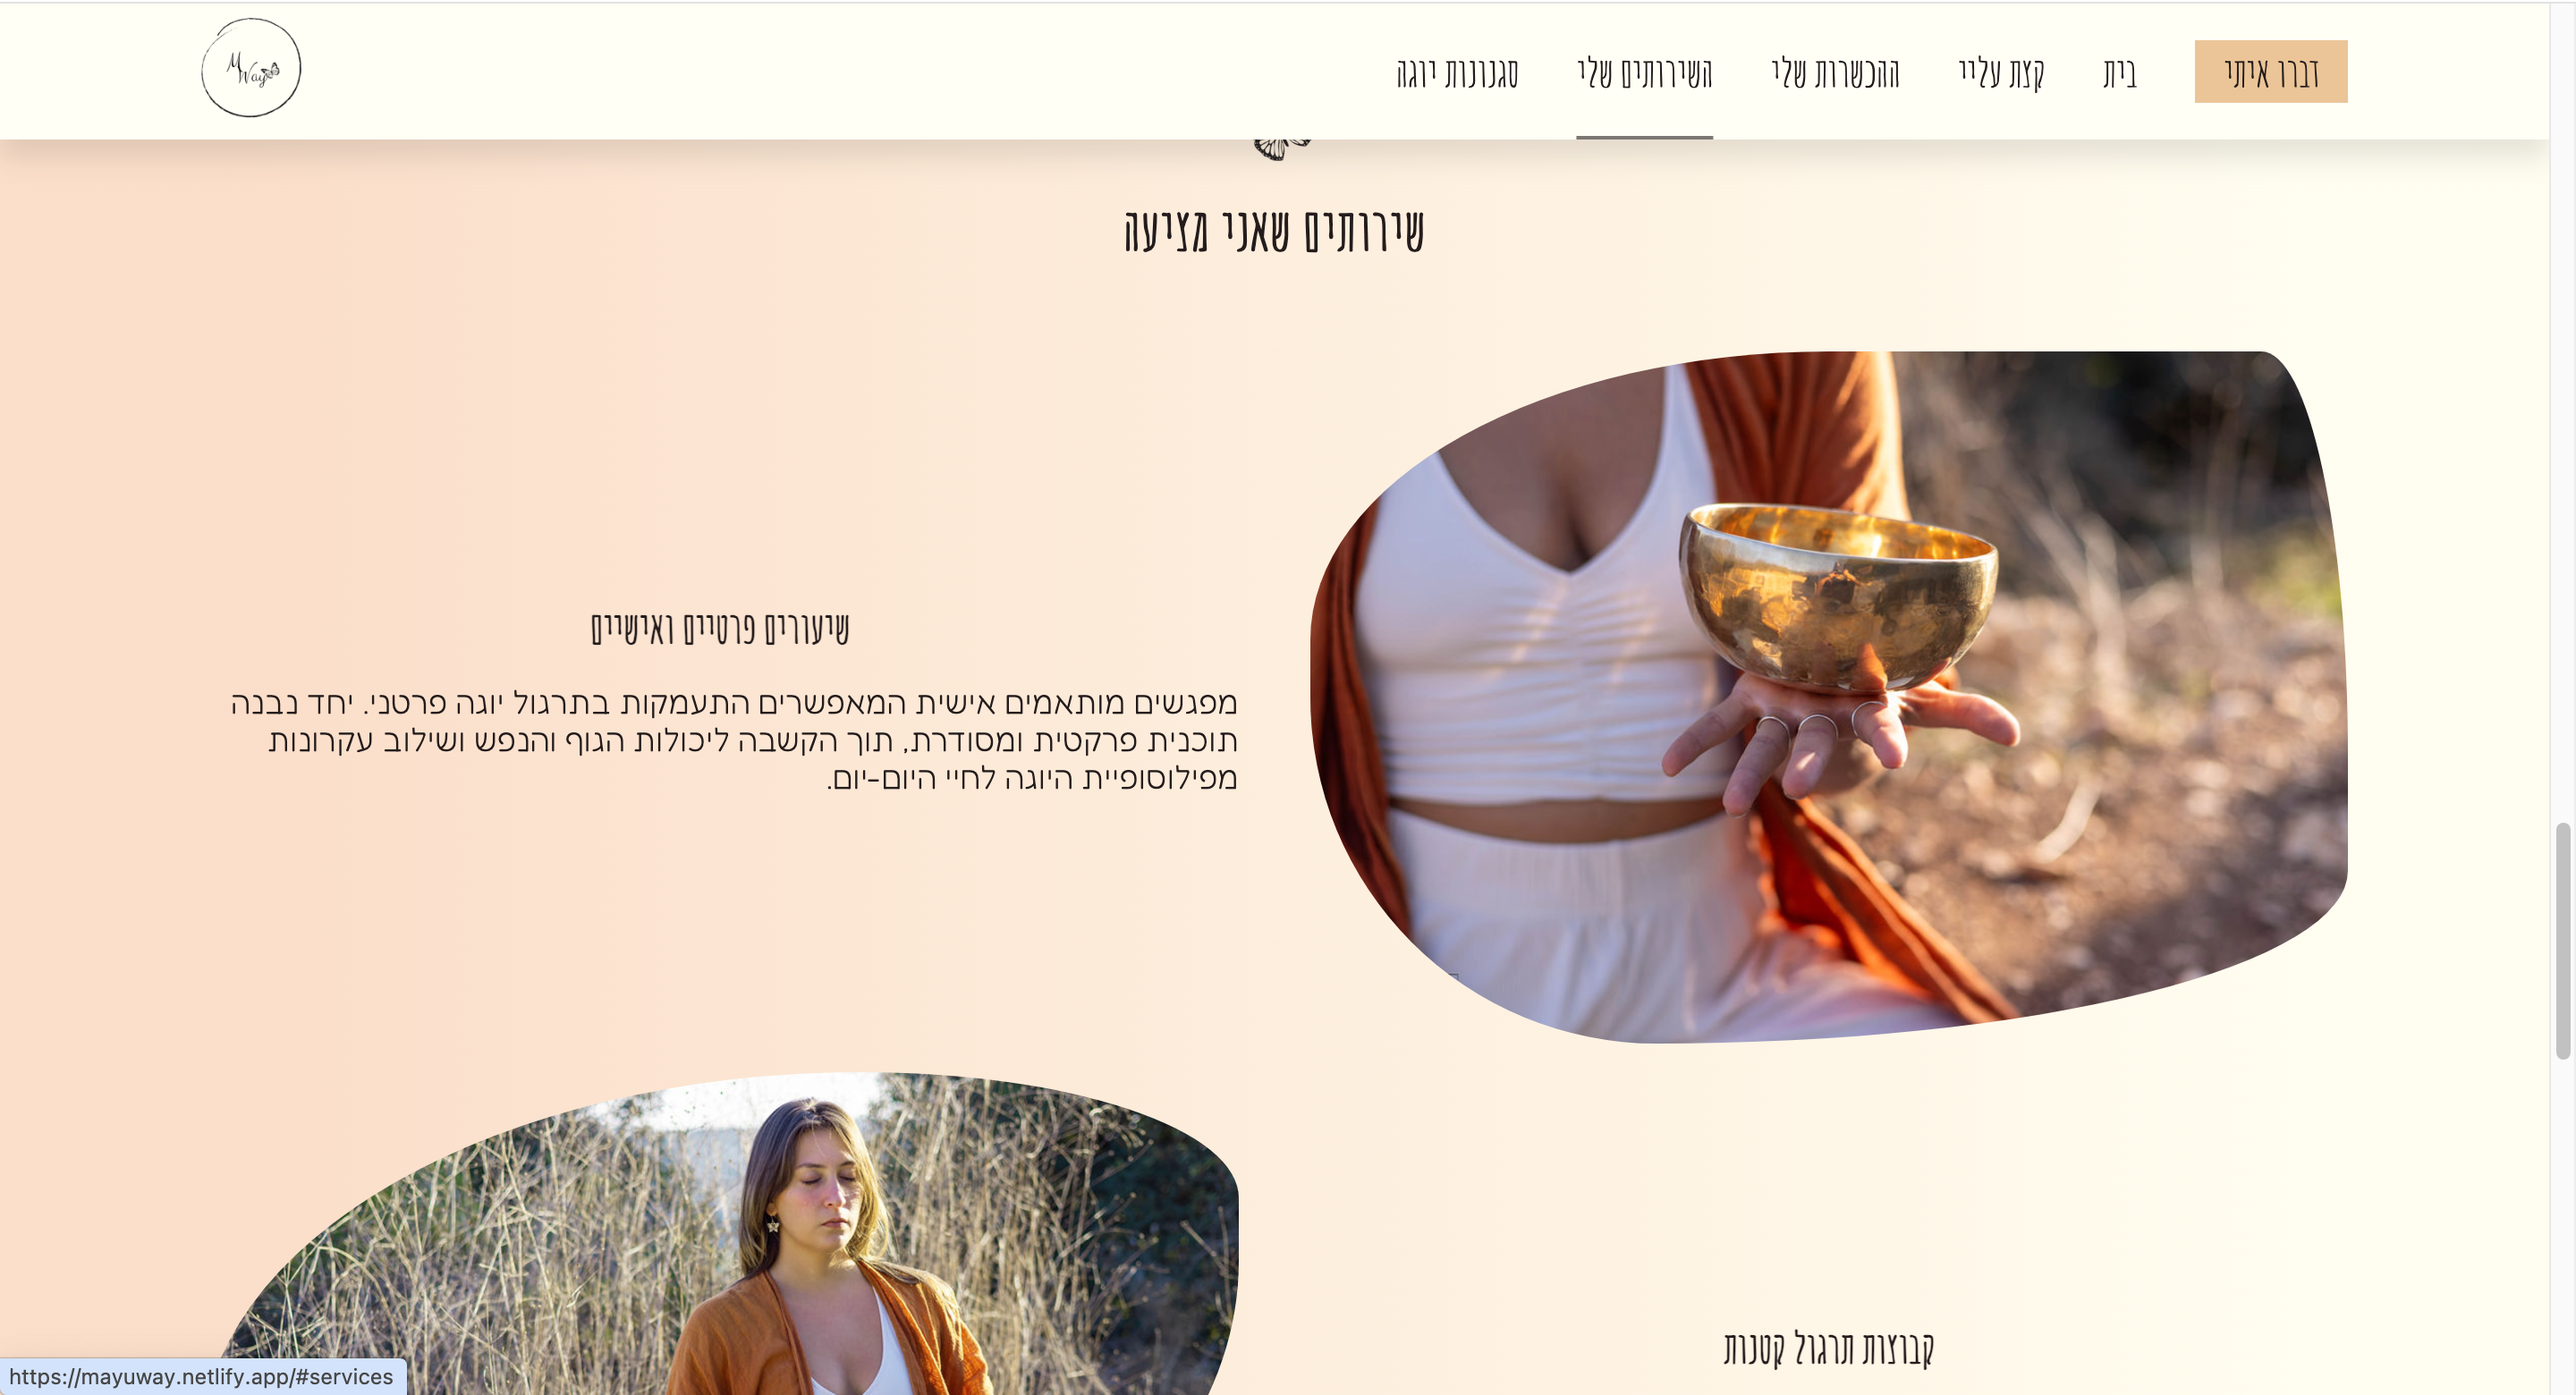 דברו איתי
בית
קצת עליי
ההכשרות שלי
השירותים שלי
סגנונות יוגה
M Way
שירותים שאני מציעה
שיעורים פרטיים ואישיים
מפגשים מותאמים אישית המאפשרים התעמקות בתרגול יוגה פרטני. יחד נבנה
תוכנית פרקטית ומסודרת, תוך הקשבה ליכולות הגוף והנפש ושילוב עקרונות
מפילוסופיית היוגה לחיי היום-יום.
קבוצות תרגול קטנות
https://mayuway.netlify.app/#services